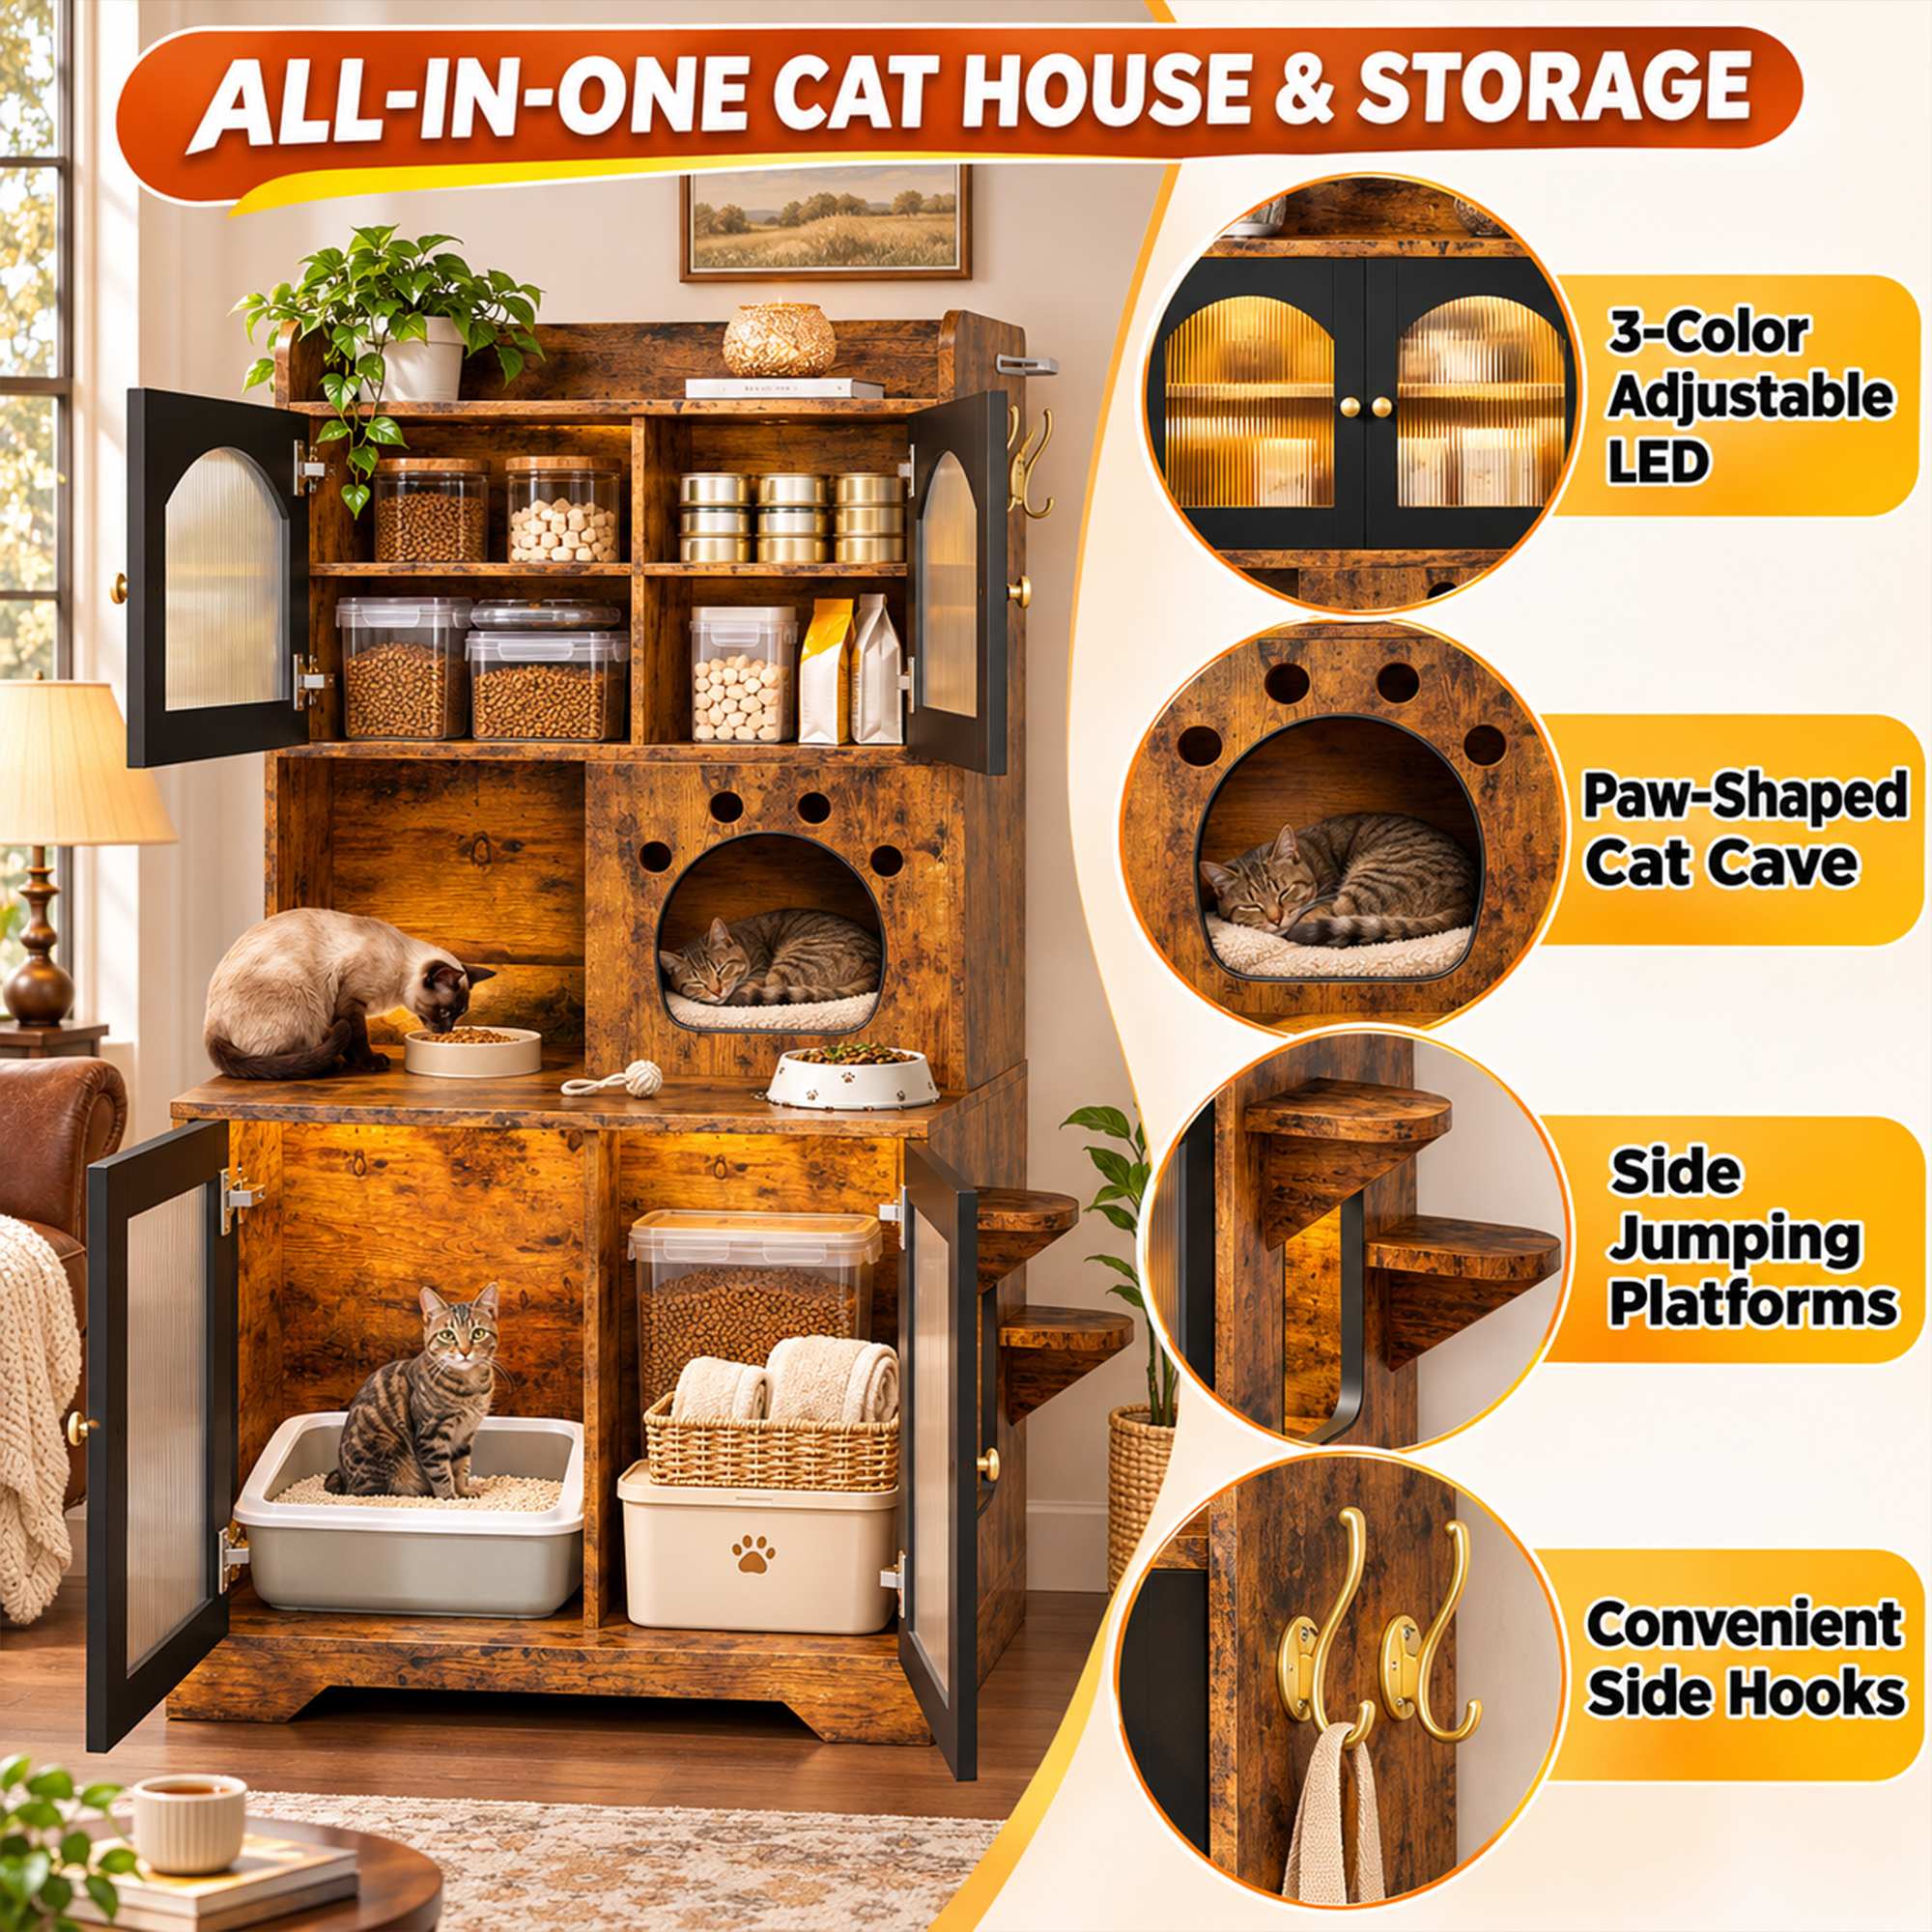 ALL-IN-ONE CAT HOUSE & STORAGE
3-Color
Adjustable
LED
Paw-Shaped
Cat Cave
Side
Jumping
Platforms
Convenient
Side Hooks